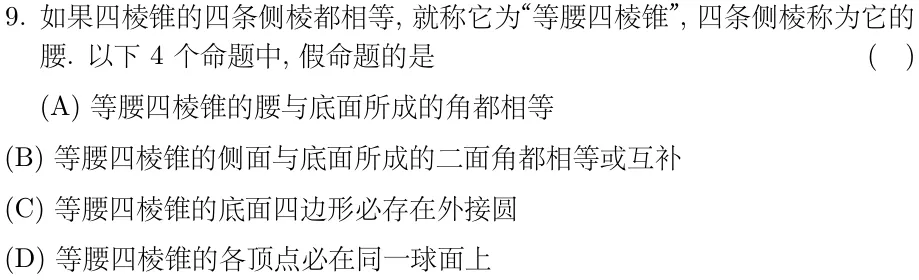 9. 如果四棱锥的四条侧棱都相等, 就称它为“等腰四棱锥”, 四条侧棱称为它的
腰. 以下 4 个命题中, 假命题的是 ( )
(A) 等腰四棱锥的腰与底面所成的角都相等
(B) 等腰四棱锥的侧面与底面所成的二面角都相等或互补
(C) 等腰四棱锥的底面四边形必存在外接圆
(D) 等腰四棱锥的各顶点必在同一球面上